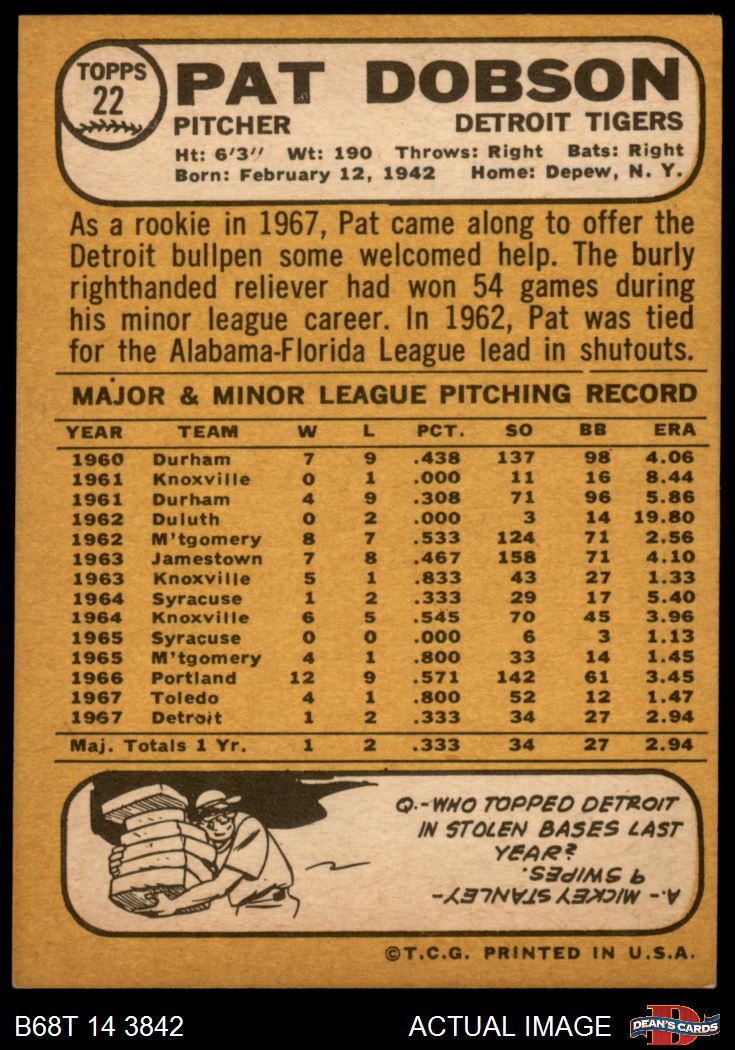 TOPPS
22
PAT DOBSON
PITCHER DETROIT TIGERS
Ht: 6'3" Wt: 190 Throws: Right Bats: Right
Born: February 12, 1942 Home: Depew, N. Y.
As a rookie in 1967, Pat came along to offer the
Detroit bullpen some welcomed help. The burly
righthanded reliever had won 54 games during
his minor league career. In 1962, Pat was tied
for the Alabama-Florida League lead in shutouts.
MAJOR & MINOR LEAGUE PITCHING RECORD
YEAR TEAM W L PCT. SO BB ERA
1960 Durham 7 9 .438 137 98 4.06
1961 Knoxville 0 1 .000 11 16 8.44
1961 Durham 4 9 .308 71 96 5.86
1962 Duluth 0 2 .000 3 14 19.80
1962 M'tgomery 8 7 .533 124 71 2.56
1963 Jamestown 7 8 .467 158 71 4.10
1963 Knoxville 5 1 .833 43 27 1.33
1964 Syracuse 1 2 .333 29 17 5.40
1964 Knoxville 6 5 .545 70 45 3.96
1965 Syracuse 0 0 .000 6 3 1.13
1965 M'tgomery 4 1 .800 33 14 1.45
1966 Portland 12 9 .571 142 61 3.45
1967 Toledo 4 1 .800 52 12 1.47
1967 Detroit 1 2 .333 34 27 2.94
Maj. Totals 1 Yr. 1 2 .333 34 27 2.94
Q.-WHO TOPPED DETROIT
IN STOLEN BASES LAST
YEAR?
A.-MICKEY STANLEY-
9 SWIPES.
©T.C.G. PRINTED IN U.S.A.
B68T 14 3842 ACTUAL IMAGE
DEAN'S CARDS